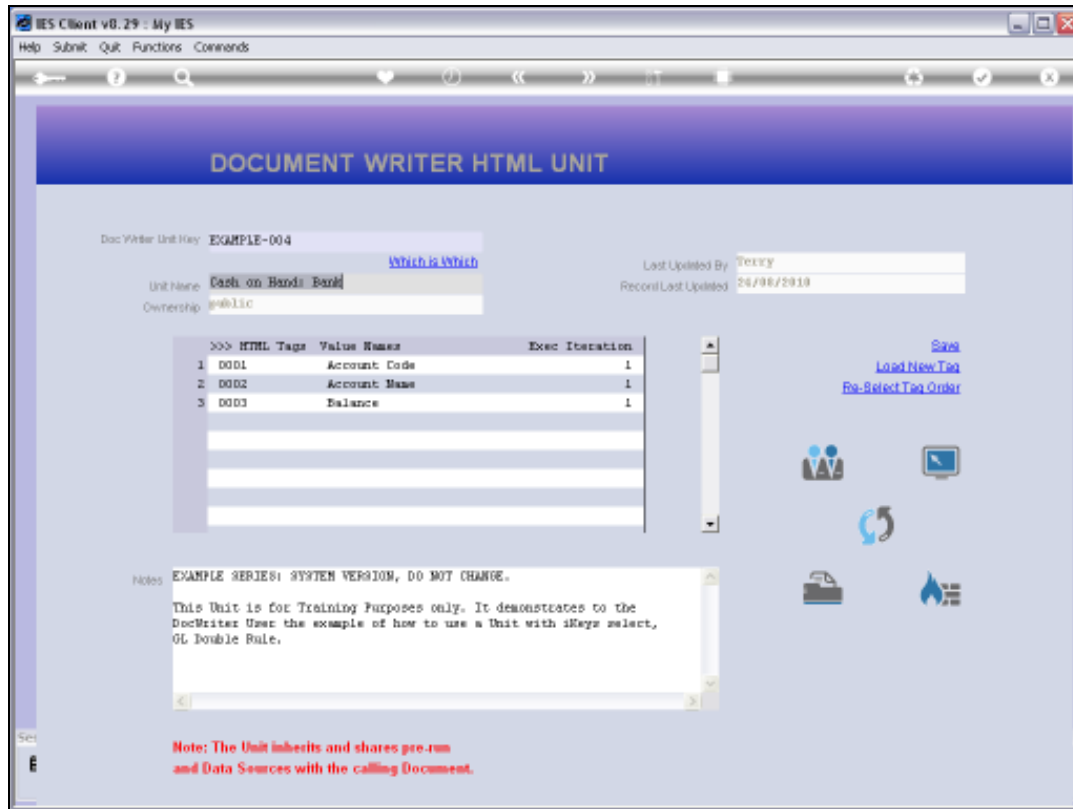 IES Client v8.29 : My IES
Help Submit Quit Functions Commands
DOCUMENT WRITER HTML UNIT
Doc Writer Unit Key EXAMPLE-004
Which is Which
Last Updated By Terry
Unit Name Cash on Hand: Bank
Record Last Updated 26/08/2010
Ownership public
>>> HTML Tags Value Names Exec Iteration
1 0001 Account Code 1
2 0002 Account Name 1
3 0003 Balance 1
Save
Load New Tag
Re-Select Tag Order
Notes EXAMPLE SERIES: SYSTEM VERSION, DO NOT CHANGE.
This Unit is for Training Purposes only. It demonstrates to the
DocWriter User the example of how to use a Unit with iKeys select,
GL Double Rule.
Note: The Unit inherits and shares pre-run
and Data Sources with the calling Document.